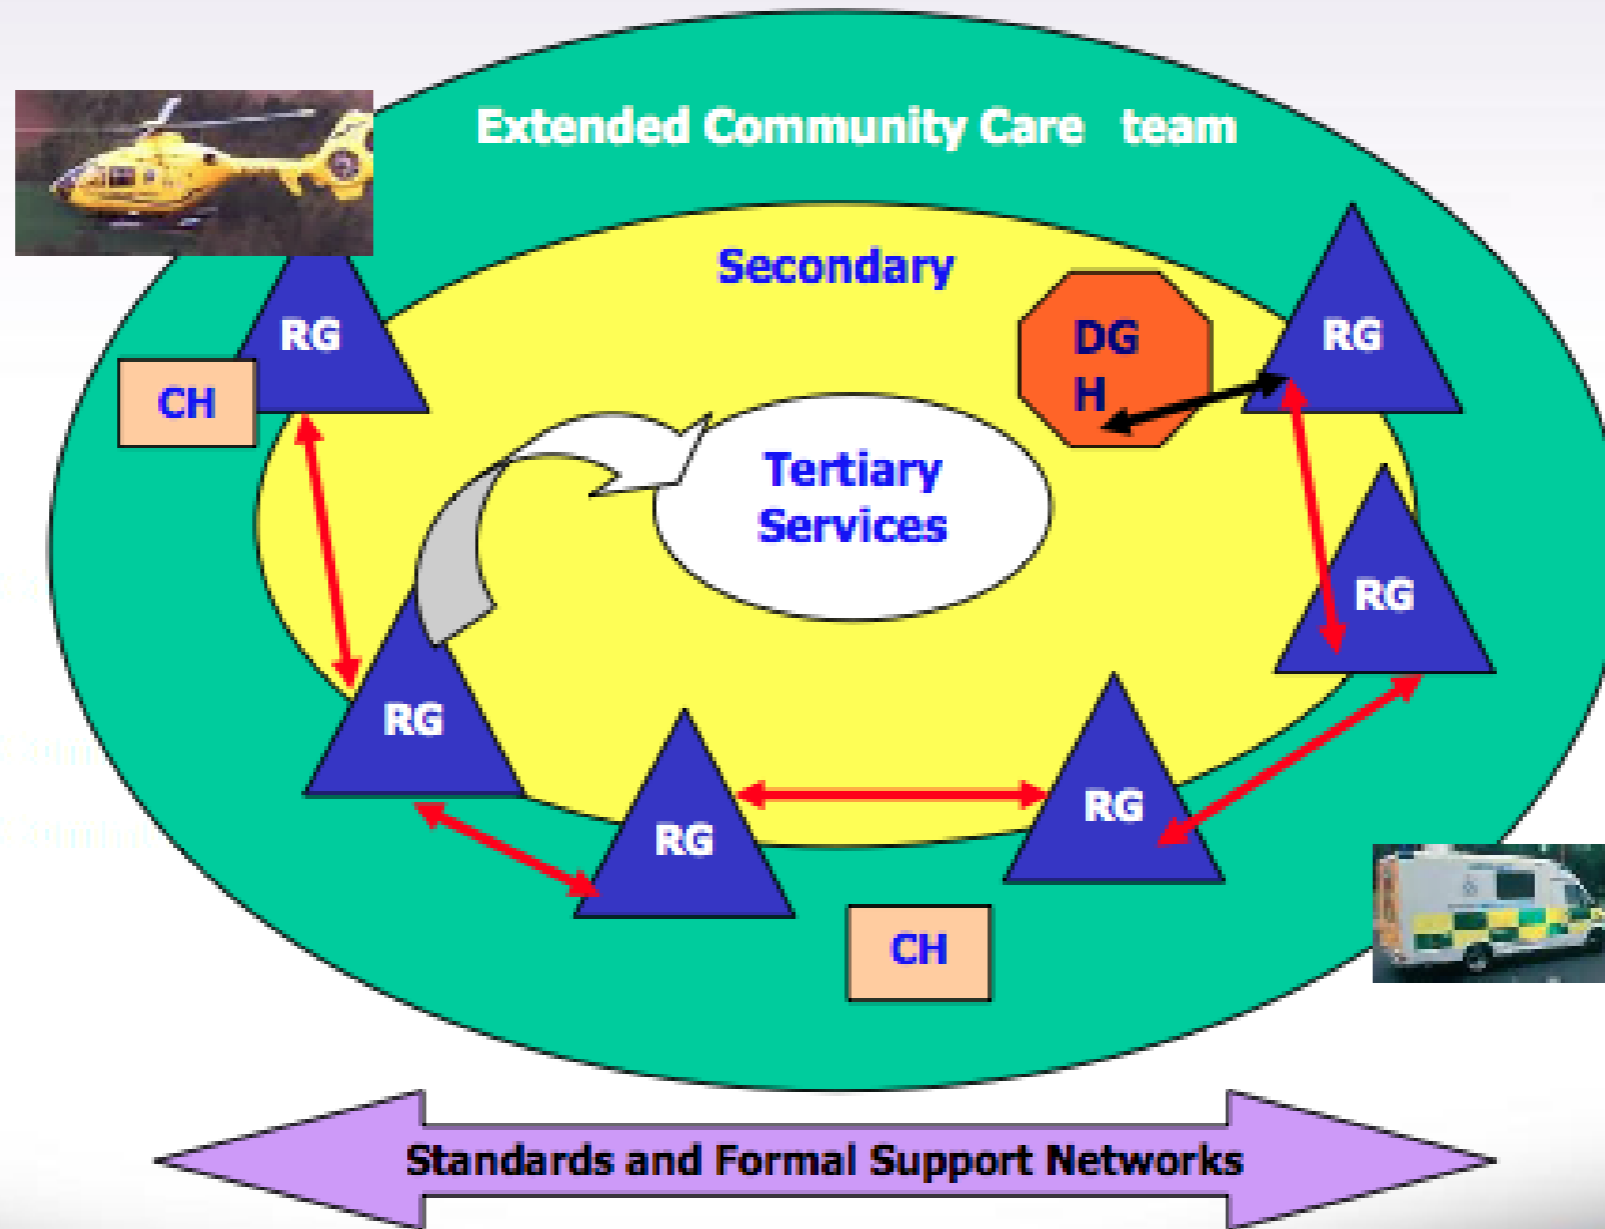 Extended Community Care team
Secondary
DG
H
RG
RG
CH
Tertiary
Services
RG
RG
RG
RG
CH
Standards and Formal Support Networks